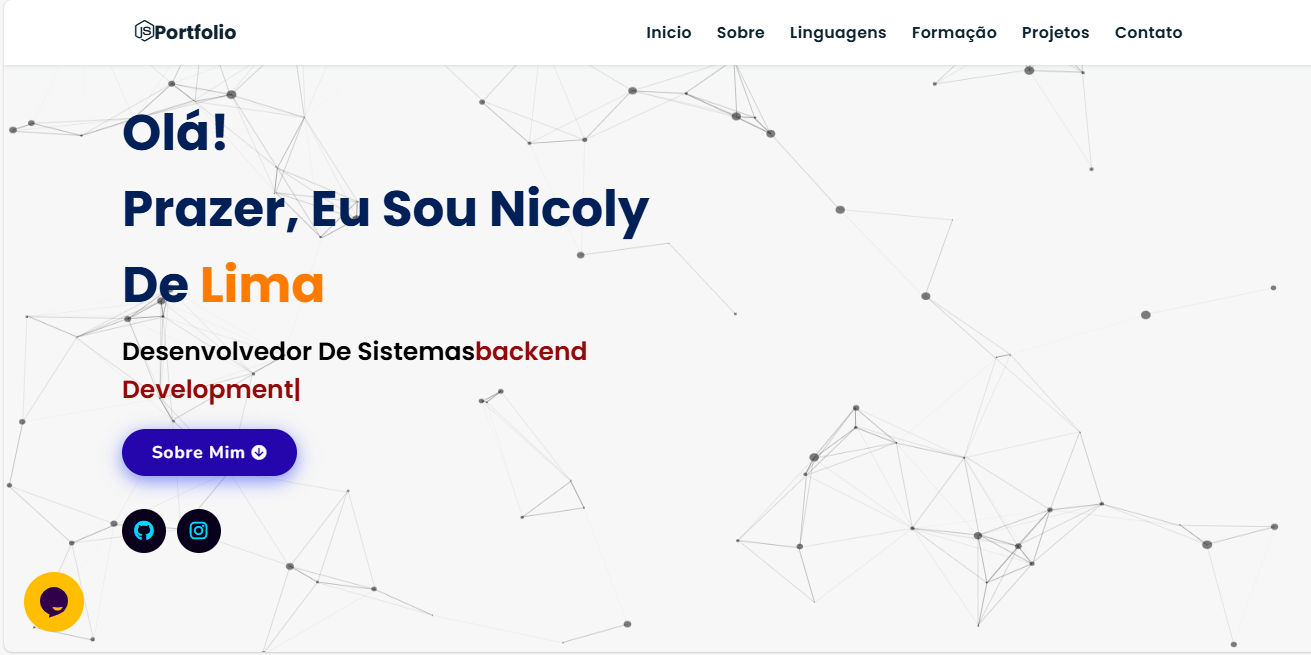 JS Portfolio
Inicio Sobre Linguagens Formação Projetos Contato
Olá!
Prazer, Eu Sou Nicoly
De Lima
Desenvolvedor De Sistemasbackend
Development|
Sobre Mim